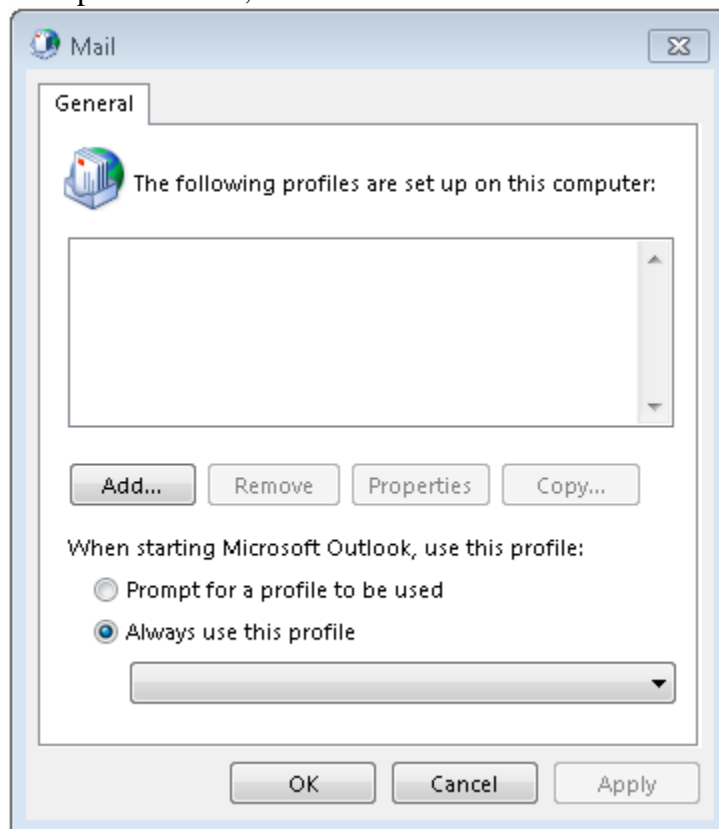 Mail
General
The following profiles are set up on this computer:
Add... Remove Properties Copy...
When starting Microsoft Outlook, use this profile:
Prompt for a profile to be used
Always use this profile
OK Cancel Apply